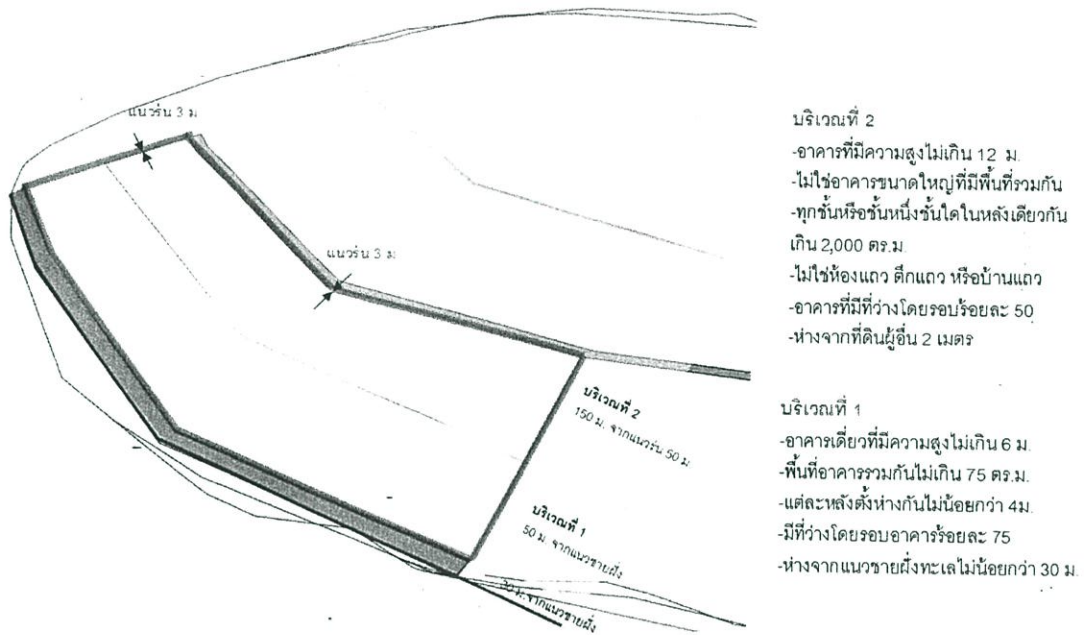 แนวร่น 3 ม
แนวร่น 3 ม
บริเวณที่ 2
150 ม. จากแนวร่น 50 ม
บริเวณที่ 1
50 ม จากแนวชายฝั่ง
30 ม.จากแนวชายฝั่ง
บริเวณที่ 2
-อาคารที่มีความสูงไม่เกิน 12 ม.
-ไม่ใช่อาคารขนาดใหญ่ที่มีพื้นที่รวมกัน
-ทุกชั้นหรือชั้นหนึ่งชั้นใดในหลังเดียวกัน
เกิน 2,000 ตร.ม.
-ไม่ใช่ห้องแถว ตึกแถว หรือบ้านแถว
-อาคารที่มีที่ว่างโดยรอบร้อยละ 50
-ห่างจากที่ดินผู้อื่น 2 เมตร
บริเวณที่ 1
-อาคารเดี่ยวที่มีความสูงไม่เกิน 6 ม.
-พื้นที่อาคารรวมกันไม่เกิน 75 ตร.ม.
-แต่ละหลังตั้งห่างกันไม่น้อยกว่า 4ม.
-มีที่ว่างโดยรอบอาคารร้อยละ 75
-ห่างจากแนวชายฝั่งทะเลไม่น้อยกว่า 30 ม.